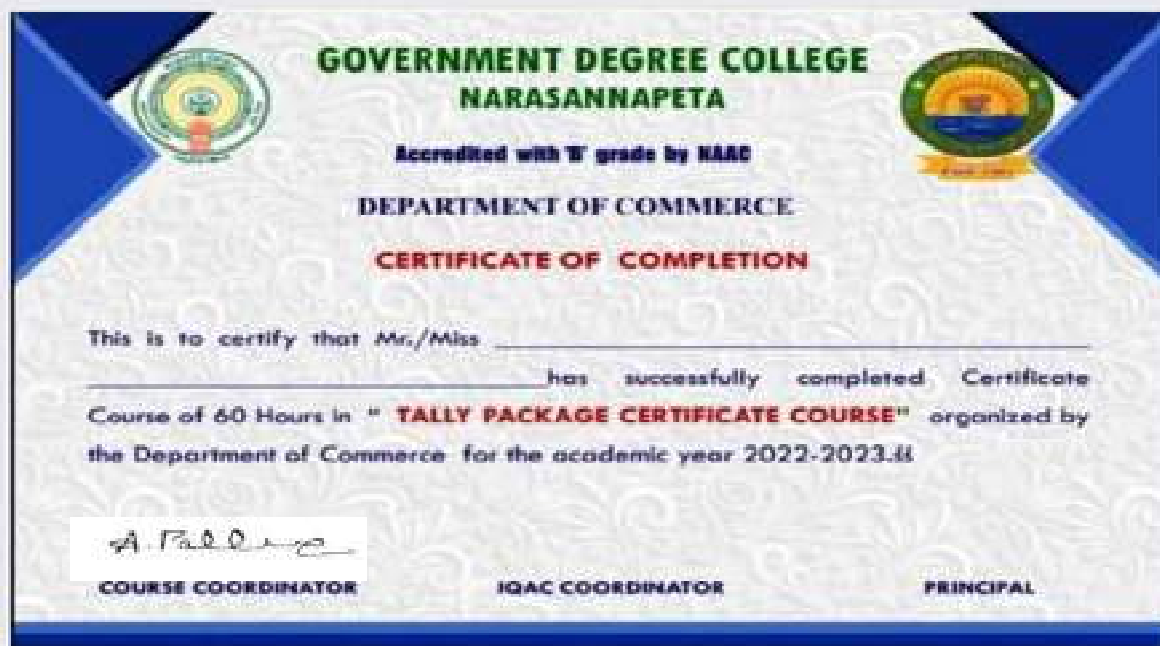 GOVERNMENT DEGREE COLLEGE
NARASANNAPETA
Accredited with 'B' grade by NAAC
DEPARTMENT OF COMMERCE
CERTIFICATE OF COMPLETION
This is to certify that Mr./Miss
has successfully completed Certificate
Course of 60 Hours in " TALLY PACKAGE CERTIFICATE COURSE" organized by
the Department of Commerce for the academic year 2022-2023.
A.
COURSE COORDINATOR IQAC COORDINATOR PRINCIPAL